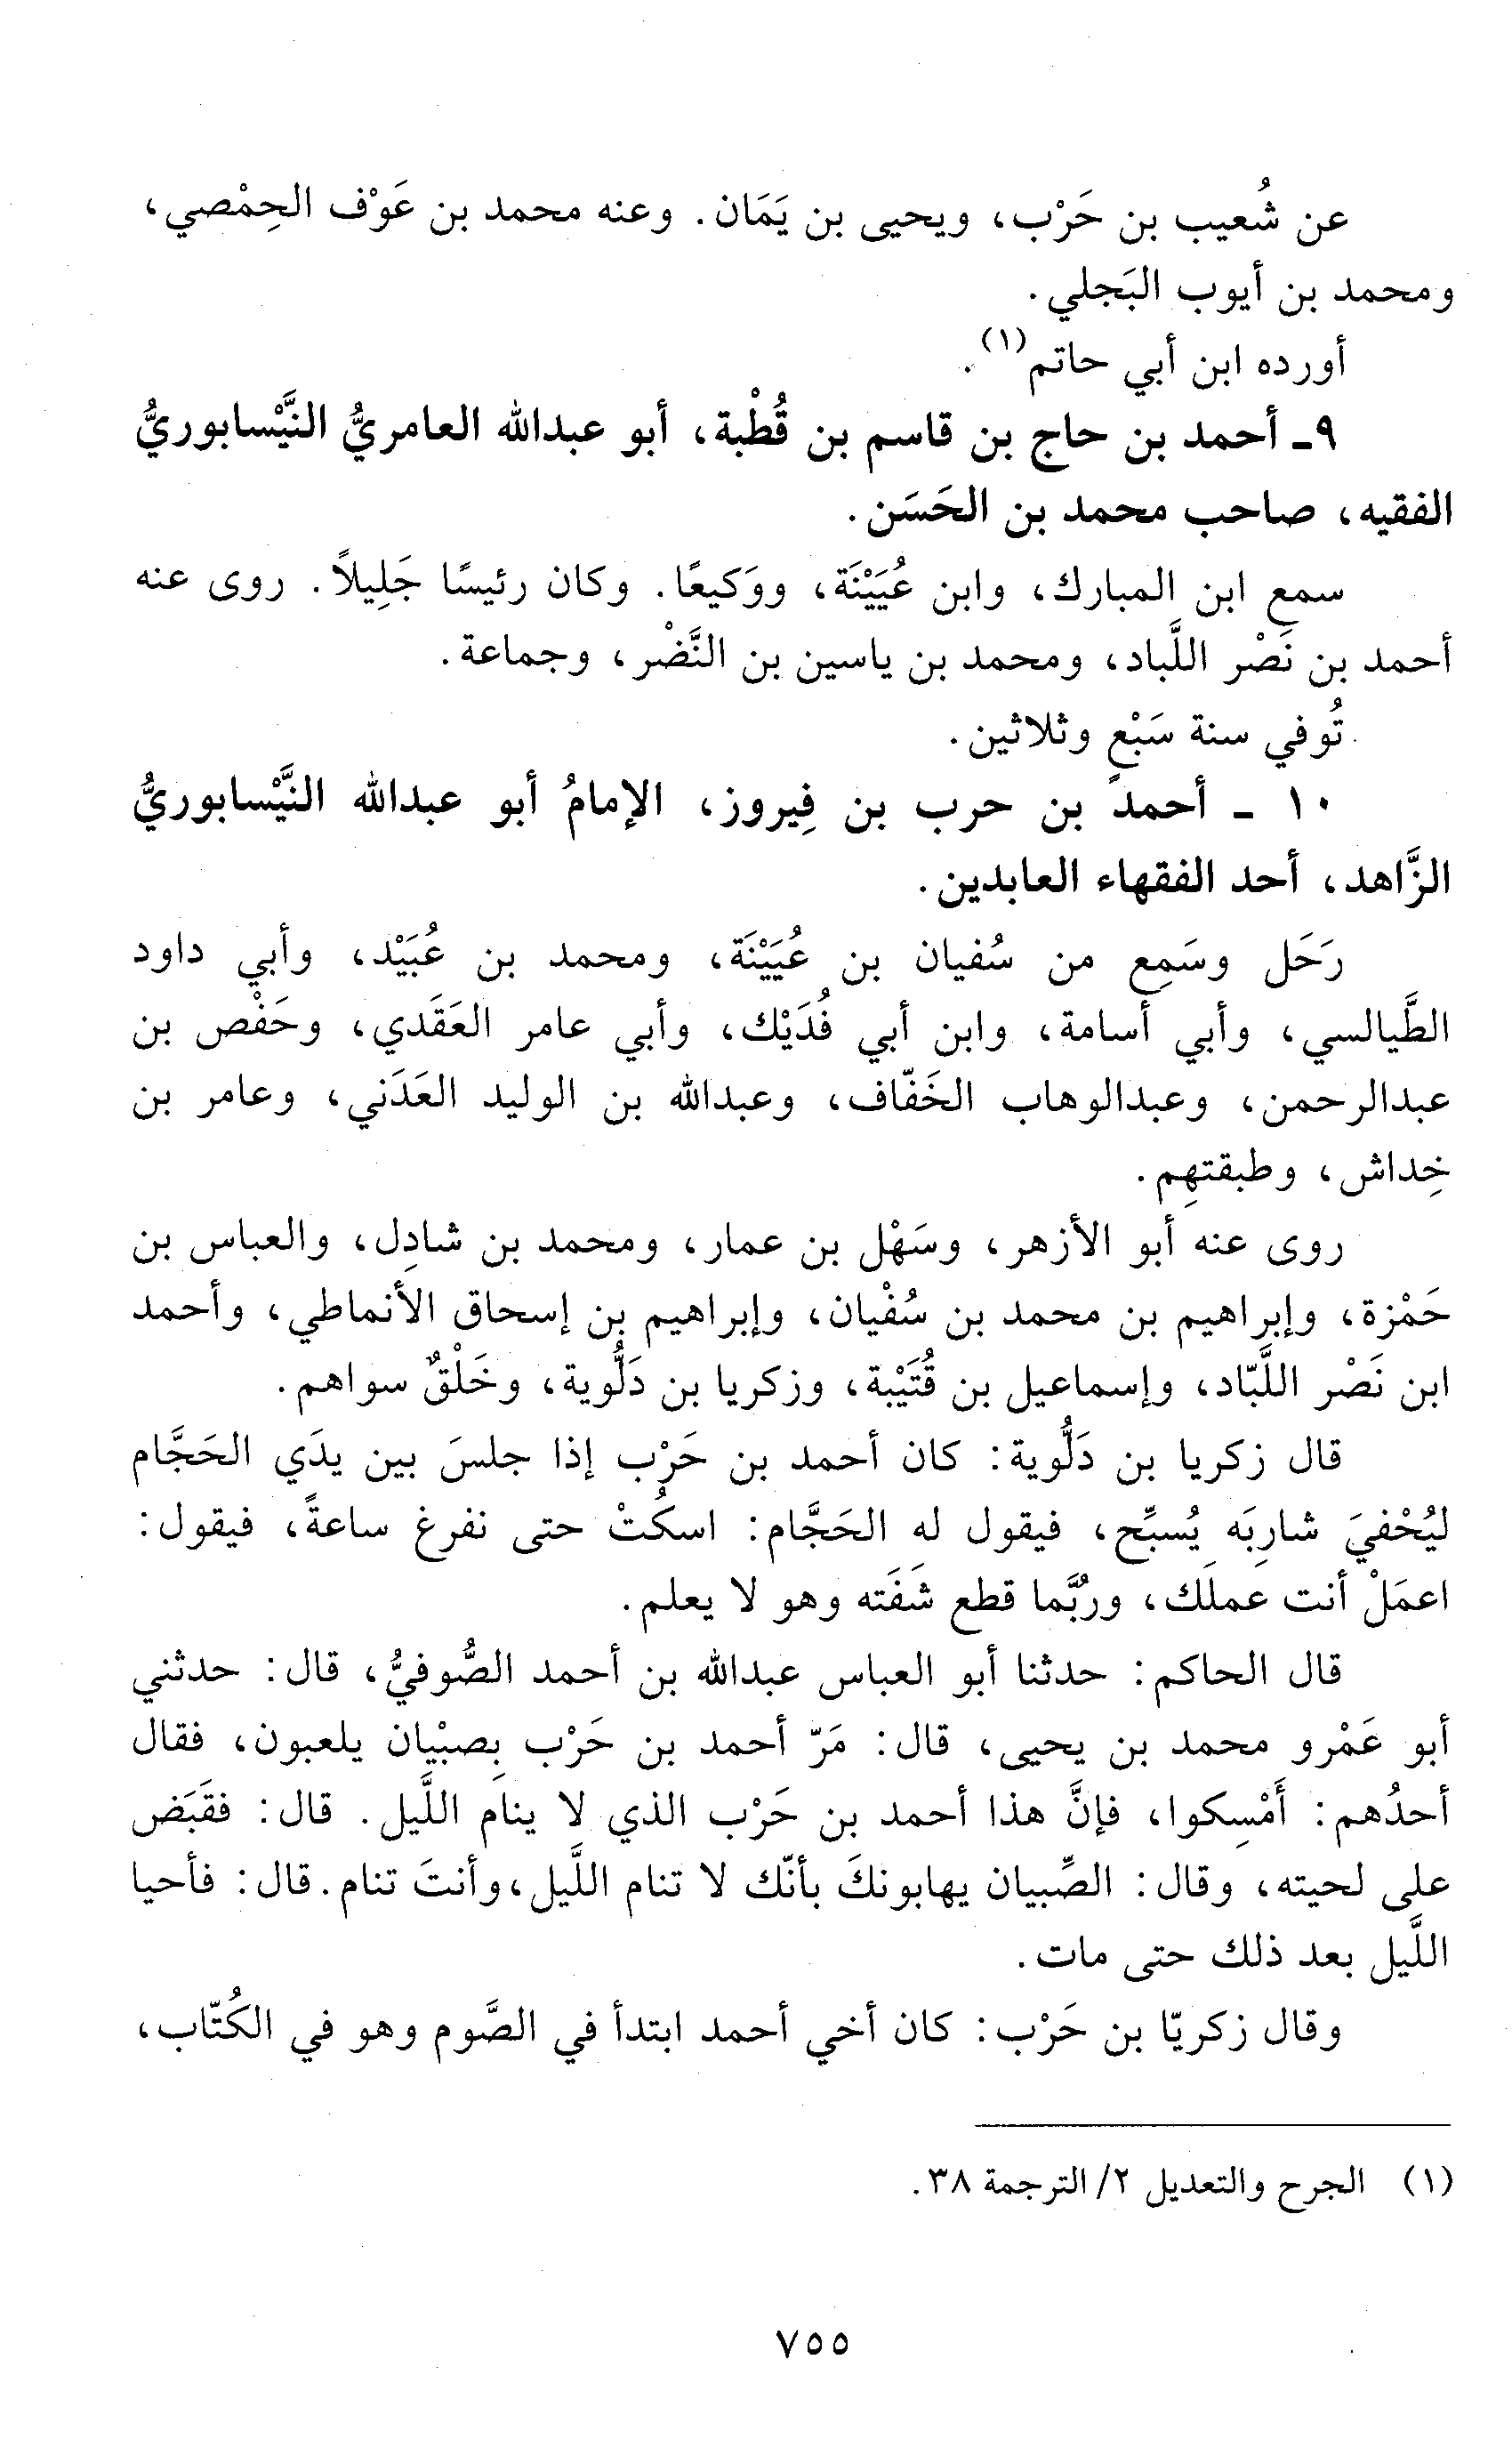 عن شُعيب بن حَرْب، ويحيى بن يَمَان. وعنه محمد بن عَوْف الحِمْصي،
ومحمد بن أيوب البَجلي.
أورده ابن أبي حاتم(١).
٩ـ أحمد بن حاج بن قاسم بن قُطْبة، أبو عبدالله العامريُّ النَّيْسابوريُّ
الفقيه، صاحب محمد بن الحَسَن.
سمع ابن المبارك، وابن عُيَيْنَة، ووَكيعًا. وكان رئيسًا جَلِيلاً. روى عنه
أحمد بن نَصْر اللَّباد، ومحمد بن ياسين بن النَّضْر، وجماعة.
تُوفي سنة سَبْع وثلاثين.
١٠ ـ أحمدُ بن حرب بن فِيروز، الإمامُ أبو عبدالله النَّيْسابوريُّ
الزَّاهد، أحد الفقهاء العابدين.
رَحَل وسَمِع من سُفيان بن عُيَيْنَة، ومحمد بن عُبَيْد، وأبي داود
الطَّيالسي، وأبي أسامة، وابن أبي فُدَيْك، وأبي عامر العَقَدي، وحَفْص بن
عبدالرحمن، وعبدالوهاب الخَفّاف، وعبدالله بن الوليد العَدَني، وعامر بن
خِداش، وطبقتهِم.
روى عنه أبو الأزهر، وسَهْل بن عمار، ومحمد بن شادِل، والعباس بن
حَمْزة، وإبراهيم بن محمد بن سُفْيان، وإبراهيم بن إسحاق الأنماطي، وأحمد
ابن نَصْر اللَّبّاد، وإسماعيل بن قُتَيْبة، وزكريا بن دَلُّوية، وخَلْقٌ سواهم.
قال زكريا بن دَلُّوية: كان أحمد بن حَرْب إذا جلسَ بين يدَي الحَجَّام
ليُحْفيَ شارِبَه يُسبِّح، فيقول له الحَجَّام: اسكُتْ حتى نفرغ ساعةً، فيقول:
اعمَلْ أنت عملَك، ورُبَّما قطع شَفَته وهو لا يعلم.
قال الحاكم: حدثنا أبو العباس عبدالله بن أحمد الصُّوفيُّ، قال: حدثني
أبو عَمْرو محمد بن يحيى، قال: مَرّ أحمد بن حَرْب بِصبْيان يلعبون، فقال
أحدُهم: أَمْسِكوا، فإنَّ هذا أحمد بن حَرْب الذي لا ينام اللَّيل. قال: فقَبَض
على لحيته، وقال: الصِّبيان يهابونكَ بأنّك لا تنام اللَّيل،وأنتَ تنام.قال: فأحيا
اللَّيل بعد ذلك حتى مات.
وقال زكريّا بن حَرْب: كان أخي أحمد ابتدأ في الصَّوم وهو في الكُتّاب،
(١) الجرح والتعديل ٢/ الترجمة ٣٨.
٧٥٥